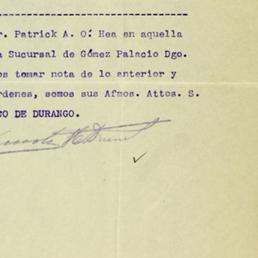 r. Patrick A. O´ Hea en aquella
a Sucursal de Gómez Palacio Dgo.
os tomar nota de lo anterior y
rdenes, somos sus Afmos. Attos. S.
CO DE DURANGO.